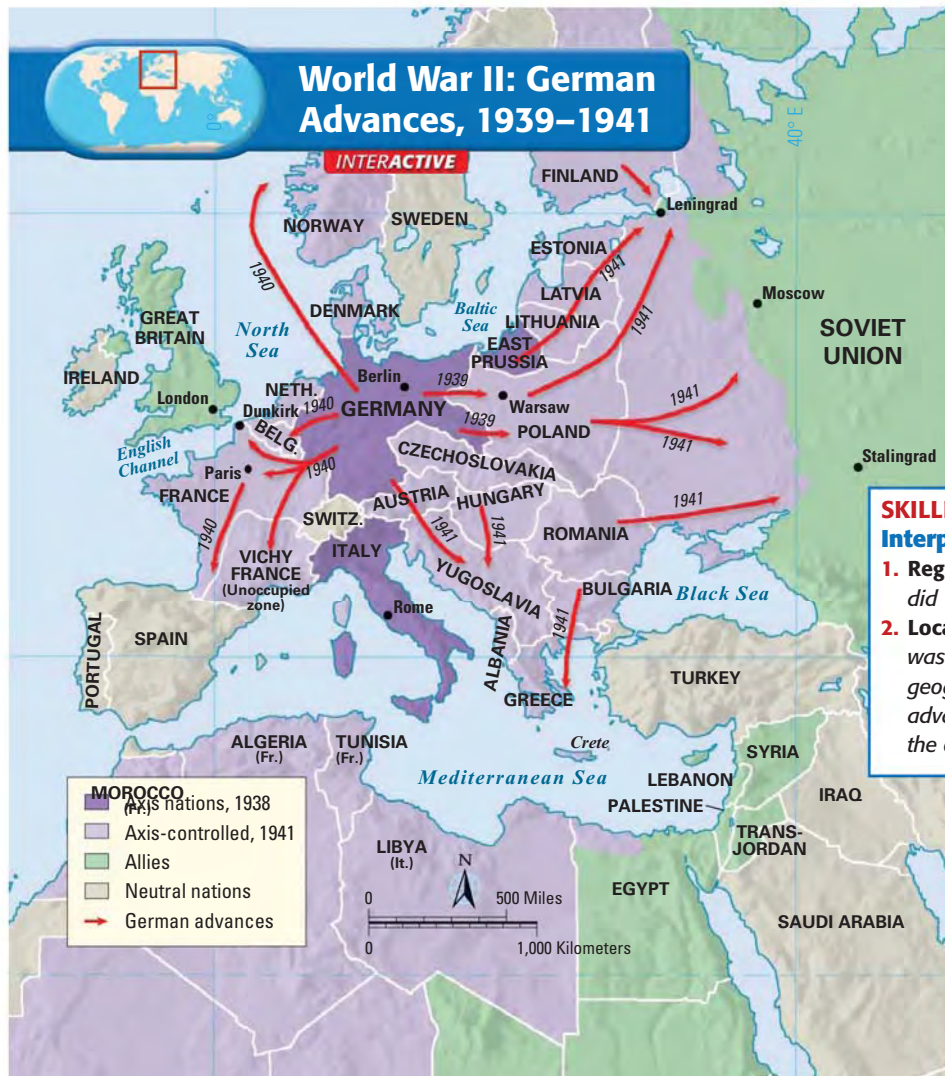 World War II: German
Advances, 1939–1941
INTERACTIVE
0°
40° E
FINLAND
Leningrad
NORWAY
SWEDEN
ESTONIA
1941
1940
LATVIA
Moscow
DENMARK
Baltic
Sea
LITHUANIA
1941
GREAT
BRITAIN
North
Sea
EAST
PRUSSIA
SOVIET
UNION
IRELAND
Berlin
1939
NETH.
London
Dunkirk
1940
GERMANY
Warsaw
1941
BELG.
1939
POLAND
English
Channel
1941
CZECHOSLOVAKIA
Stalingrad
Paris
1940
FRANCE
AUSTRIA
HUNGARY
1941
SWITZ.
1940
1941
1941
ROMANIA
ITALY
VICHY
FRANCE
(Unoccupied
zone)
YUGOSLAVIA
BULGARIA
Black Sea
Rome
1941
PORTUGAL
SPAIN
ALBANIA
TURKEY
GREECE
ALGERIA
(Fr.)
TUNISIA
(Fr.)
Crete
SYRIA
Mediterranean Sea
LEBANON
PALESTINE
IRAQ
MOROCCO
(Fr.)
TRANS-
JORDAN
LIBYA
(It.)
EGYPT
SAUDI ARABIA
Axis nations, 1938
Axis-controlled, 1941
Allies
Neutral nations
German advances
N
0 500 Miles
0 1,000 Kilometers
SKILL
Interp
1. Reg
did
2. Loca
was
geog
adva
the